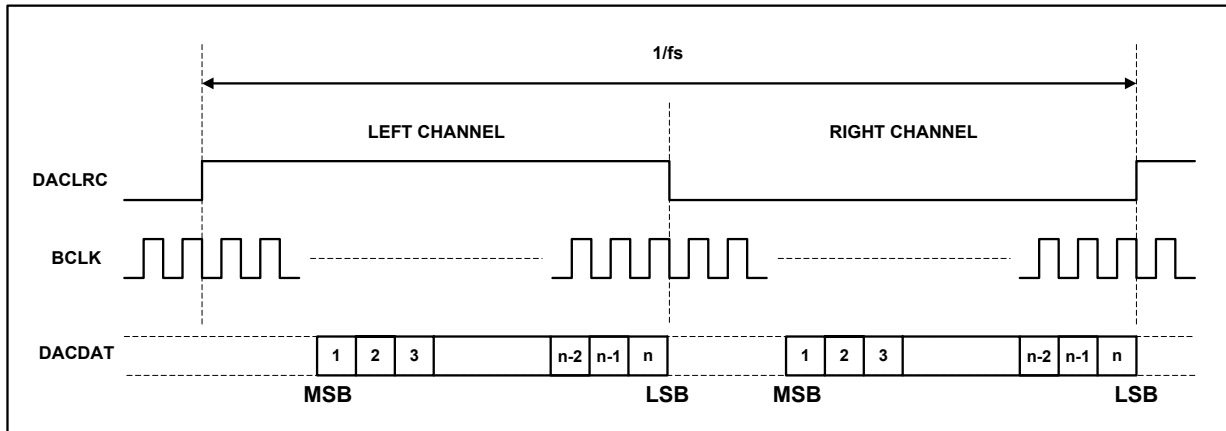 1/fs
LEFT CHANNEL RIGHT CHANNEL
DACLRC
BCLK
DACDAT 1 2 3 n-2 n-1 n 1 2 3 n-2 n-1 n
MSB LSB MSB LSB